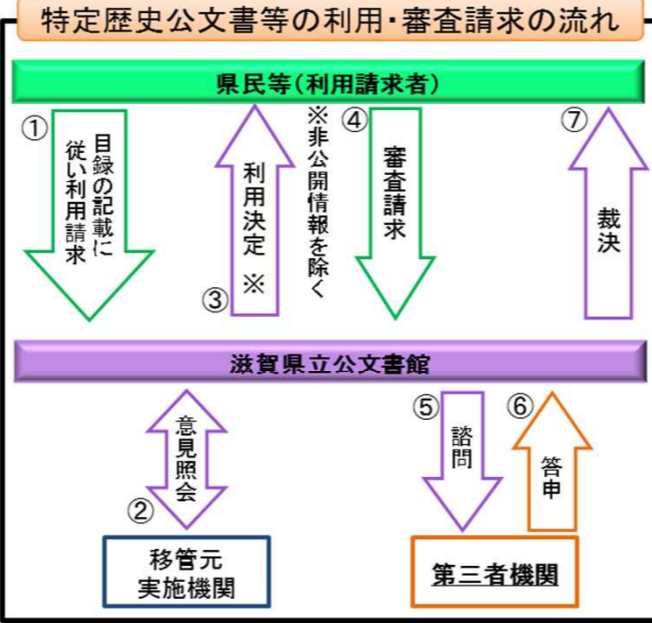 特定歴史公文書等の利用・審査請求の流れ
県民等(利用請求者)
①
目録の記載に
従い利用請求
利用決定 ※
③
※非公開情報を除く
④
審査請求
⑦
裁決
滋賀県立公文書館
意見照会
②
⑤
諮問
⑥
答申
移管元
実施機関
第三者機関